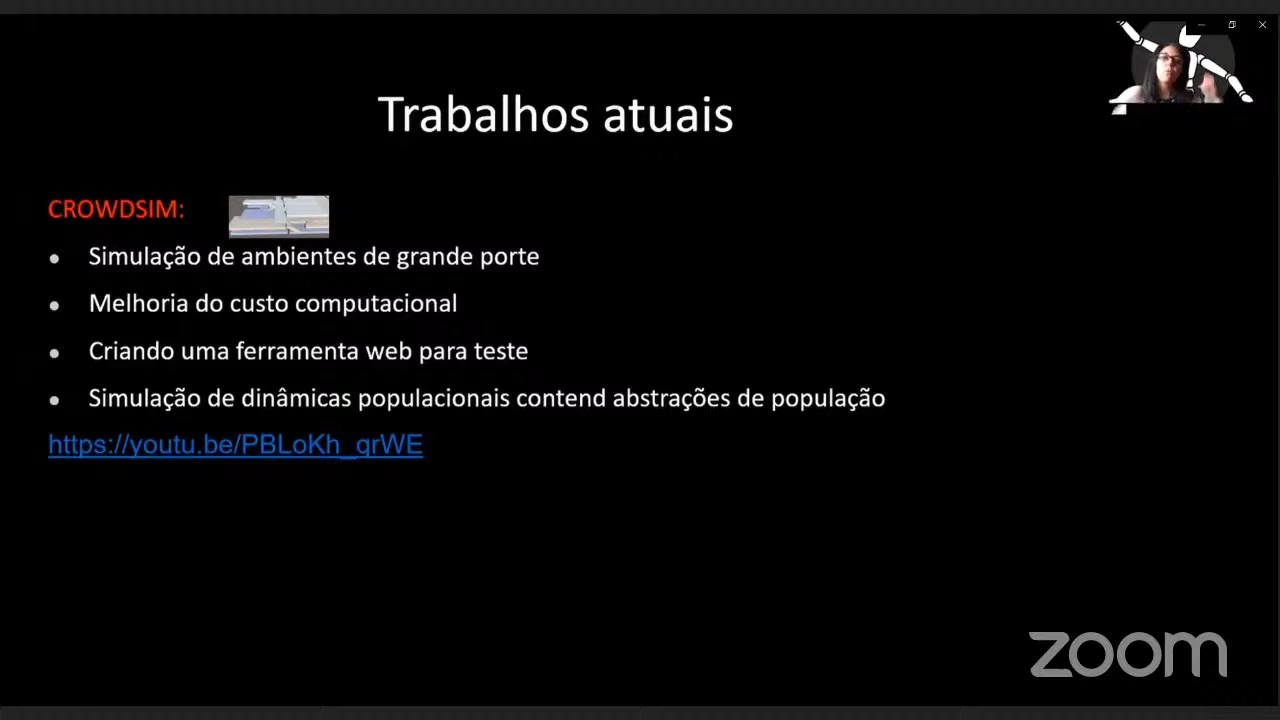 Trabalhos atuais
CROWDSIM:
• Simulação de ambientes de grande porte
• Melhoria do custo computacional
• Criando uma ferramenta web para teste
• Simulação de dinâmicas populacionais contend abstrações de população
https://youtu.be/PBLoKh_qrWE
zoom